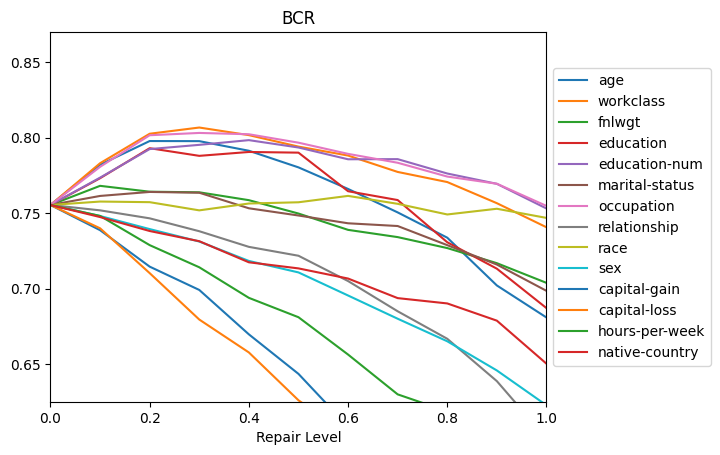 BCR
0.85
0.80
0.75
0.70
0.65
0.0 0.2 0.4 0.6 0.8 1.0
Repair Level
age
workclass
fnlwgt
education
education-num
marital-status
occupation
relationship
race
sex
capital-gain
capital-loss
hours-per-week
native-country